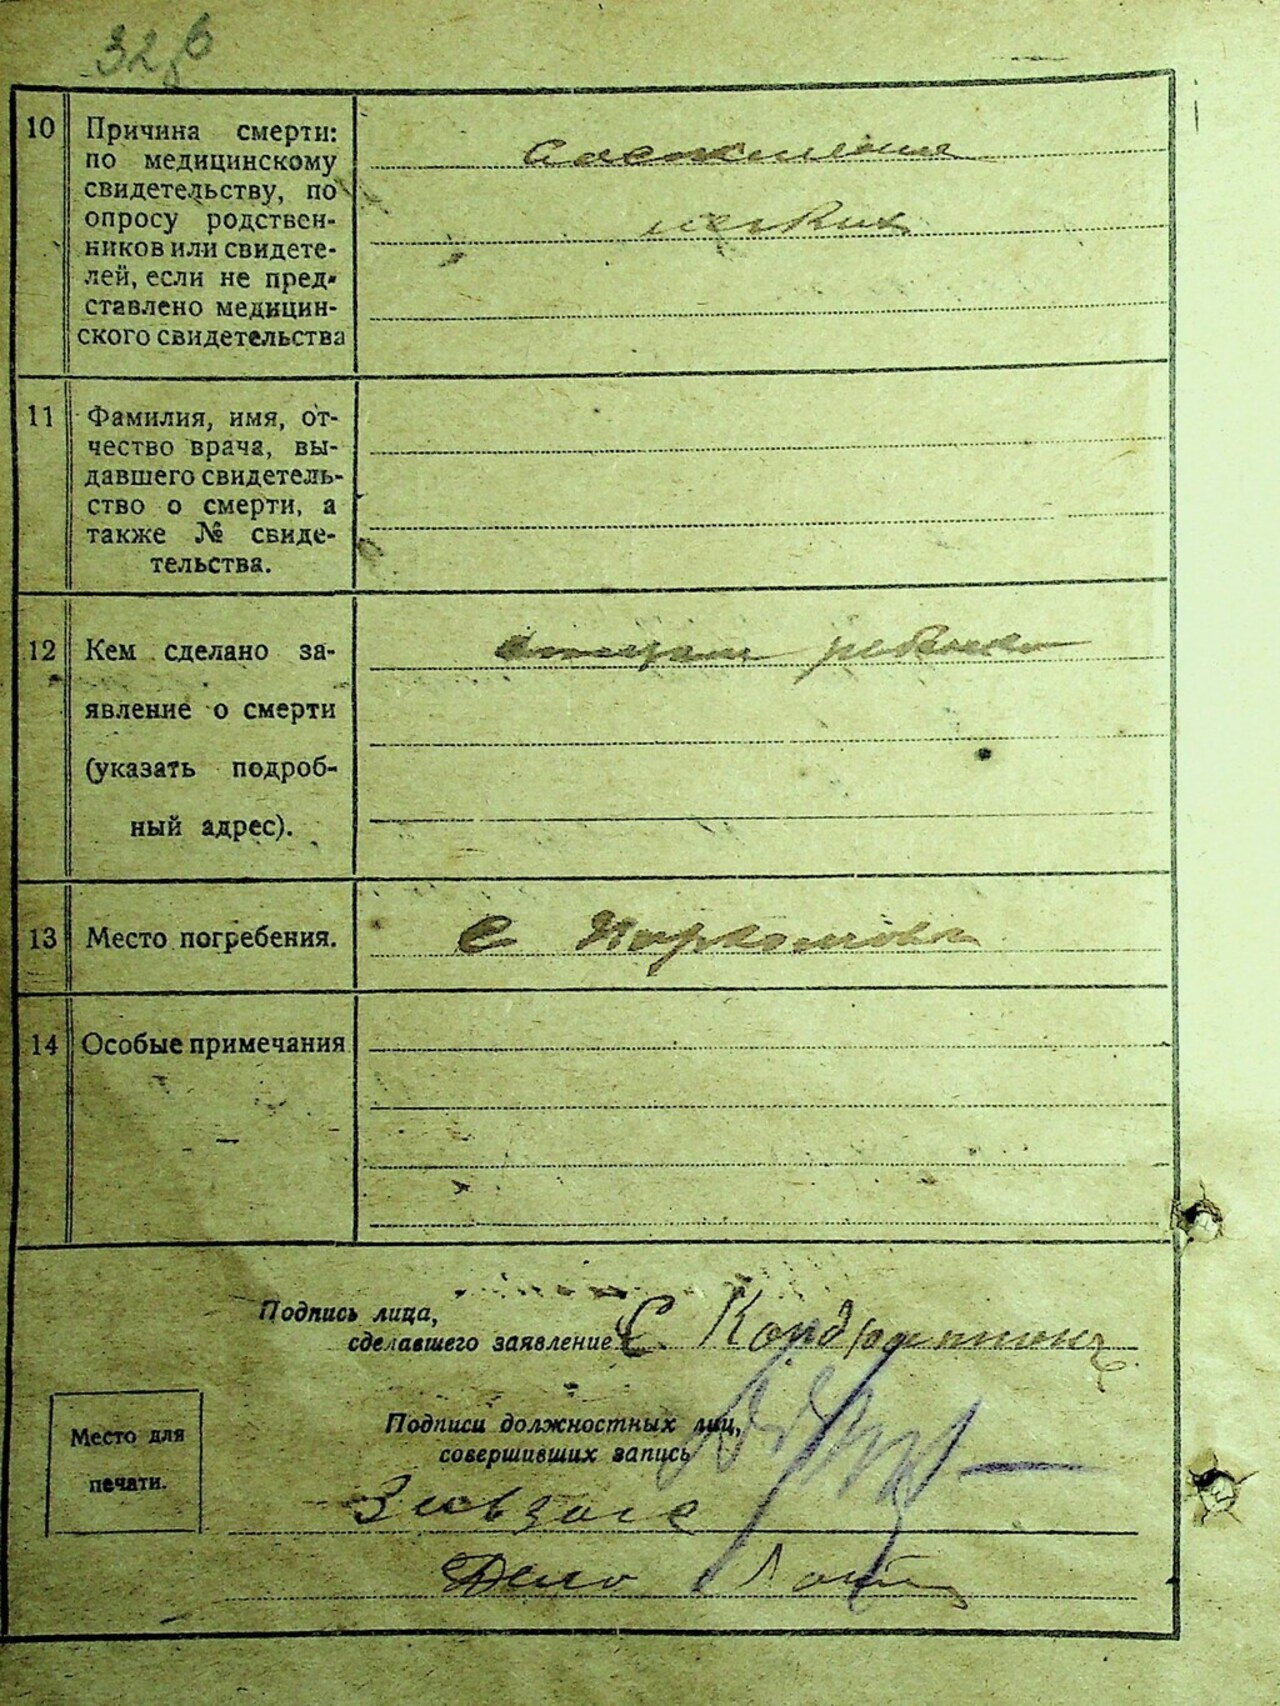 10 Причина смерти:
по медицинскому
свидетельству, по
опросу родствен-
ников или свидете-
лей, если не пред-
ставлено медицин-
ского свидетельства
легких
11 Фамилия, имя, от-
чество врача, вы-
давшего свидетель-
ство о смерти, а
также № свиде-
тельства.
12 Кем сделано за-
явление о смерти
(указать подроб-
ный адрес).
ребенка
13 Место погребения.
С
14 Особые примечания
Подпись лица,
сделавшего заявление С.
Подписи должностных лиц,
совершивших запись
Место для
печати.